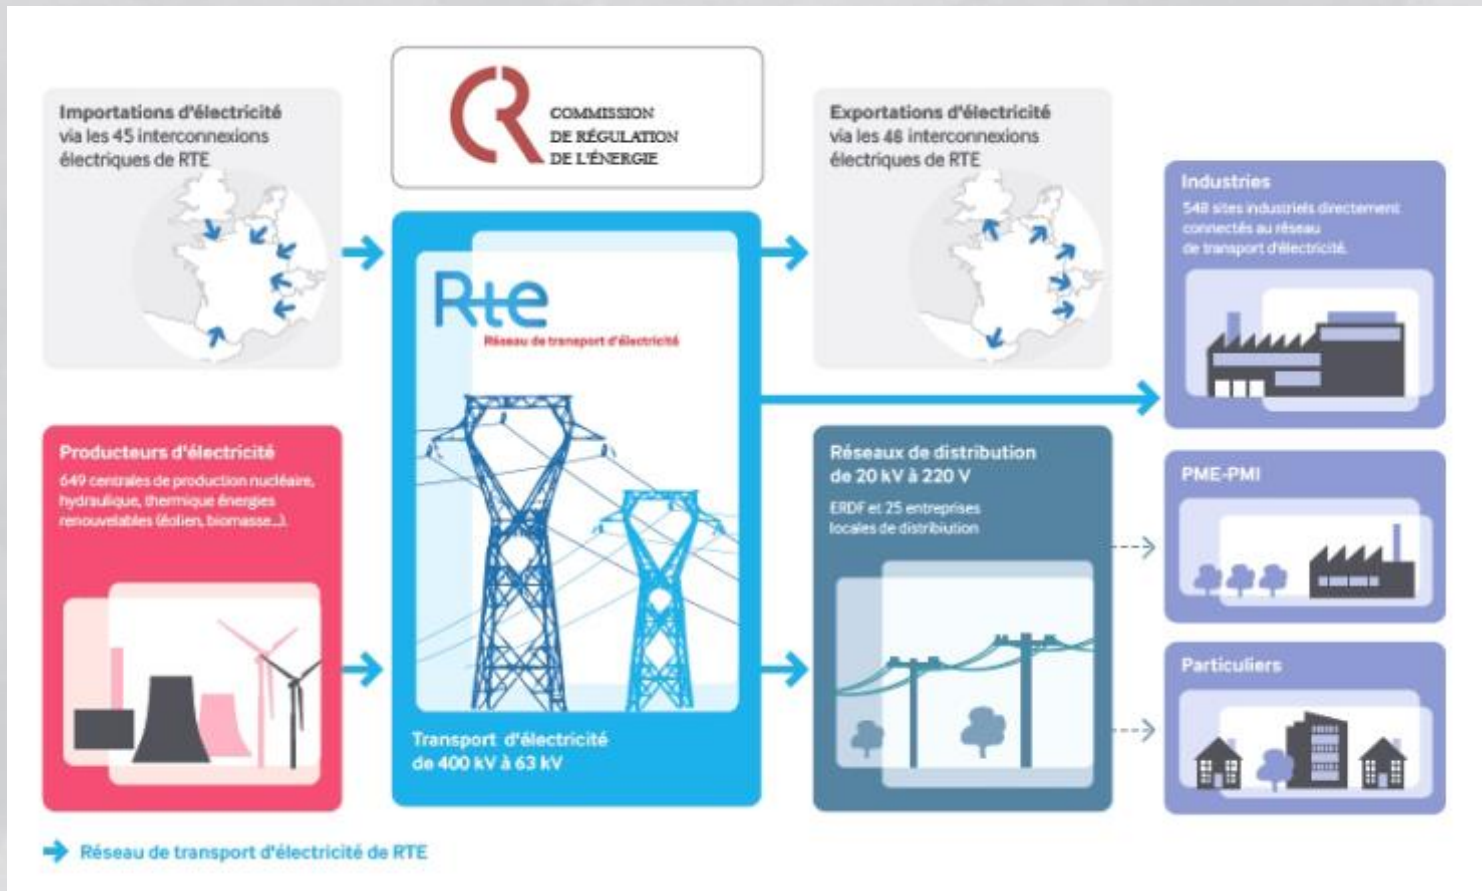 Importations d'électricité
via les 45 interconnexions
électriques de RTE
COMMISSION
DE RÉGULATION
DE L'ÉNERGIE
Exportations d'électricité
via les 46 interconnexions
électriques de RTE
Industries
548 sites industriels directement
connectés au réseau
de transport d'électricité.
Rte
Réseau de transport d'électricité
Producteurs d'électricité
649 centrales de production nucléaire,
hydraulique, thermique énergies
renouvelables (éolien, biomasse...).
Réseaux de distribution
de 20 kV à 220 V
ERDF et 25 entreprises
locales de distribiution
PME-PMI
Particuliers
Transport d'électricité
de 400 kV à 63 kV
Réseau de transport d'électricité de RTE